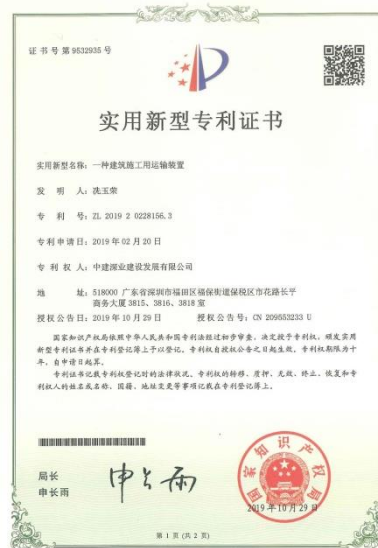 证书号第9532935号
实用新型专利证书
实用新型名称：一种建筑施工用运输装置
发 明 人：冼玉荣
专 利 号：ZL 2019 2 0228156.3
专利申请日：2019年02月20日
专 利 权 人：中建深业建设发展有限公司
地 址：518000 广东省深圳市福田区福保街道保税区市花路长平
商务大厦3815、3816、3818室
授权公告日：2019年10月29日 授权公告号：CN 209553233 U
国家知识产权局依照中华人民共和国专利法经过初步审查，决定授予专利权，颁发实用
新型专利证书并在专利登记簿上予以登记。专利权自授权公告之日起生效。专利权期限为十
年，自申请日起算。
专利证书记载专利权登记时的法律状况。专利权的转移、质押、无效、终止、恢复和专
利权人的姓名或名称、国籍、地址变更等事项记载在专利登记簿上。
局长
申长雨
申长雨
国家知识产权局
2019年10月29日
第 1 页 (共 2 页)